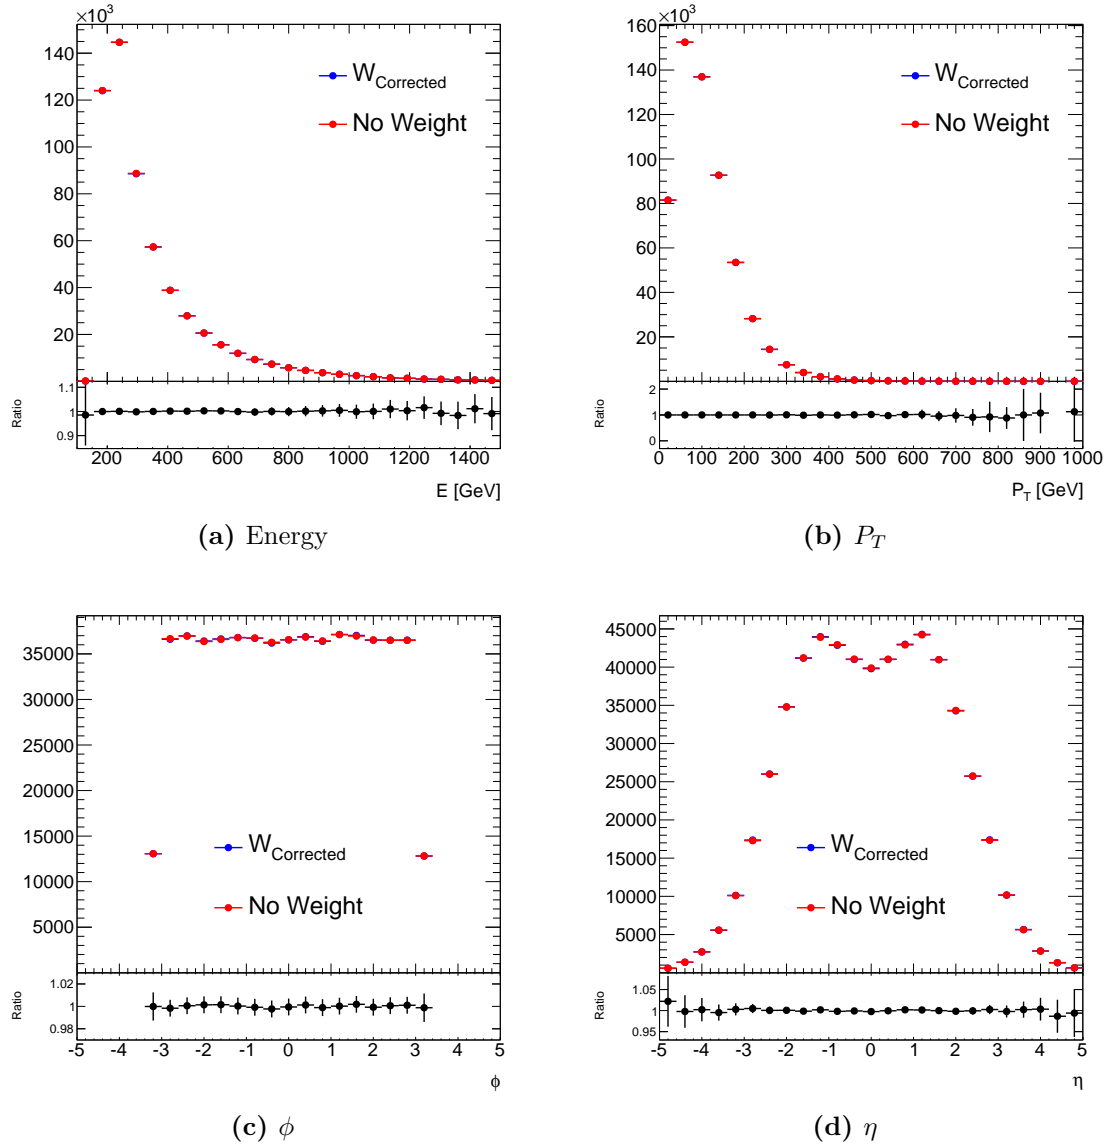 ×10³
140
120
100
80
60
40
20
W_Corrected
No Weight
Ratio
1.1
1
0.9
200 400 600 800 1000 1200 1400
E [GeV]
(a) Energy
×10³
160
140
120
100
80
60
40
20
W_Corrected
No Weight
Ratio
2
1
0
0 100 200 300 400 500 600 700 800 900 1000
P_T [GeV]
(b) P_T
35000
30000
25000
20000
15000
10000
5000
W_Corrected
No Weight
Ratio
1.02
1
0.98
-5 -4 -3 -2 -1 0 1 2 3 4 5
ϕ
(c) ϕ
45000
40000
35000
30000
25000
20000
15000
10000
5000
W_Corrected
No Weight
Ratio
1.05
1
0.95
-5 -4 -3 -2 -1 0 1 2 3 4 5
η
(d) η